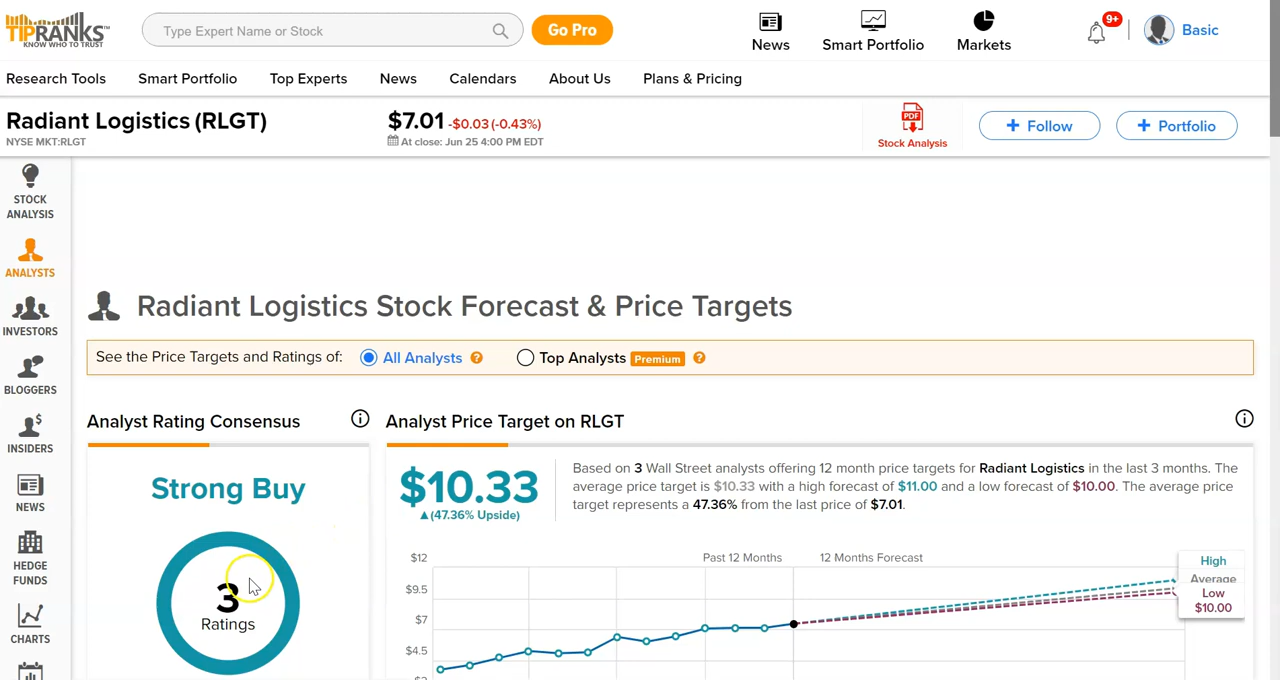 TIPRANKS™
KNOW WHO TO TRUST
Type Expert Name or Stock
Go Pro
News
Smart Portfolio
Markets
9+
Basic
Research Tools
Smart Portfolio
Top Experts
News
Calendars
About Us
Plans & Pricing
Radiant Logistics (RLGT)
NYSE MKT:RLGT
$7.01 -$0.03 (-0.43%)
At close: Jun 25 4:00 PM EDT
PDF
Stock Analysis
+ Follow
+ Portfolio
STOCK
ANALYSIS
ANALYSTS
INVESTORS
BLOGGERS
INSIDERS
NEWS
HEDGE
FUNDS
CHARTS
Radiant Logistics Stock Forecast & Price Targets
See the Price Targets and Ratings of:
All Analysts ?
Top Analysts Premium ?
Analyst Rating Consensus
Strong Buy
3
Ratings
Analyst Price Target on RLGT
$10.33
▲(47.36% Upside)
Based on 3 Wall Street analysts offering 12 month price targets for Radiant Logistics in the last 3 months. The
average price target is $10.33 with a high forecast of $11.00 and a low forecast of $10.00. The average price
target represents a 47.36% from the last price of $7.01.
Past 12 Months
12 Months Forecast
$12
$9.5
$7
$4.5
High
Average
Low
$10.00